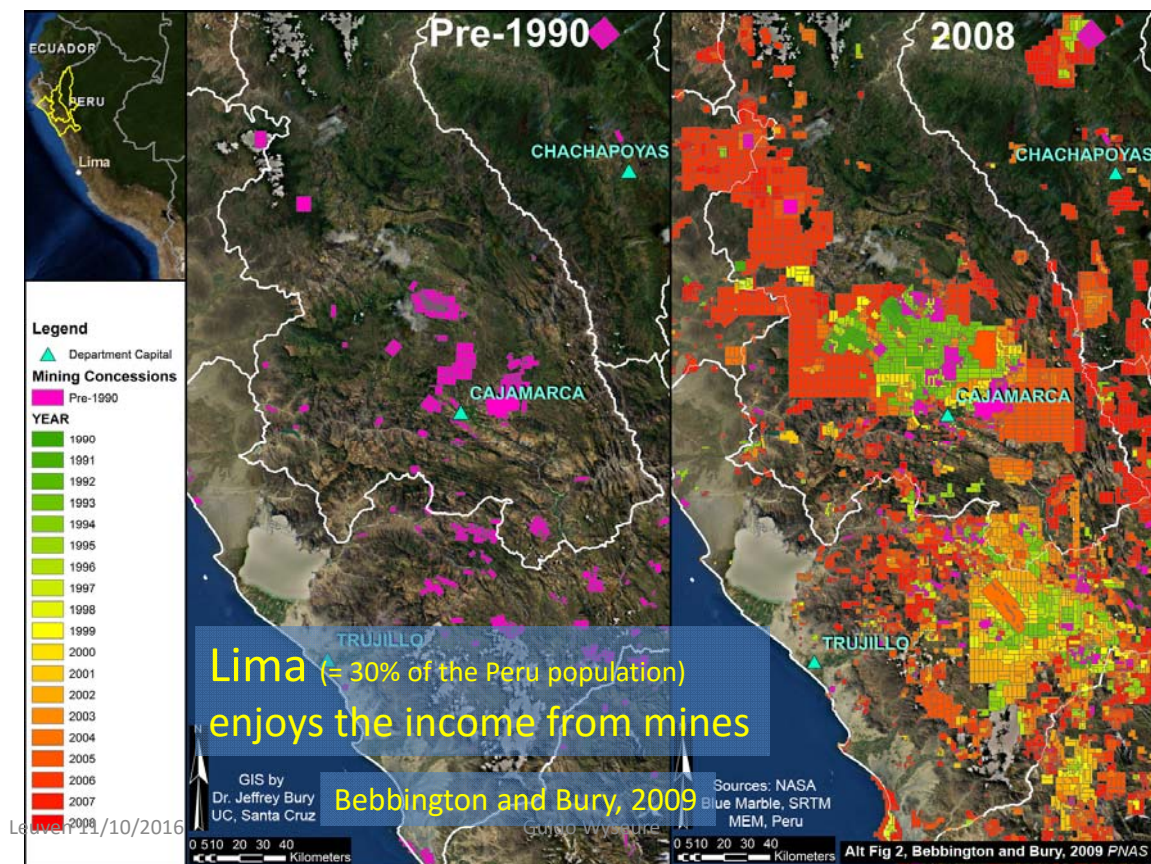 ECUADOR
PERU
Lima
Pre-1990
2008
CHACHAPOYAS
CHACHAPOYAS
CAJAMARCA
CAJAMARCA
TRUJILLO
TRUJILLO
Legend
Department Capital
Mining Concessions
Pre-1990
YEAR
1990
1991
1992
1993
1994
1995
1996
1997
1998
1999
2000
2001
2002
2003
2004
2005
2006
2007
2008
Lima (= 30% of the Peru population)
enjoys the income from mines
Bebbington and Bury, 2009
N
GIS by
Dr. Jeffrey Bury
UC, Santa Cruz
Sources: NASA
Blue Marble, SRTM
MEM, Peru
0 5 10 20 30 40
Kilometers
0 5 10 20 30 40
Kilometers
Alt Fig 2, Bebbington and Bury, 2009 PNAS
Leuven 11/10/2016
Guido Wyseure